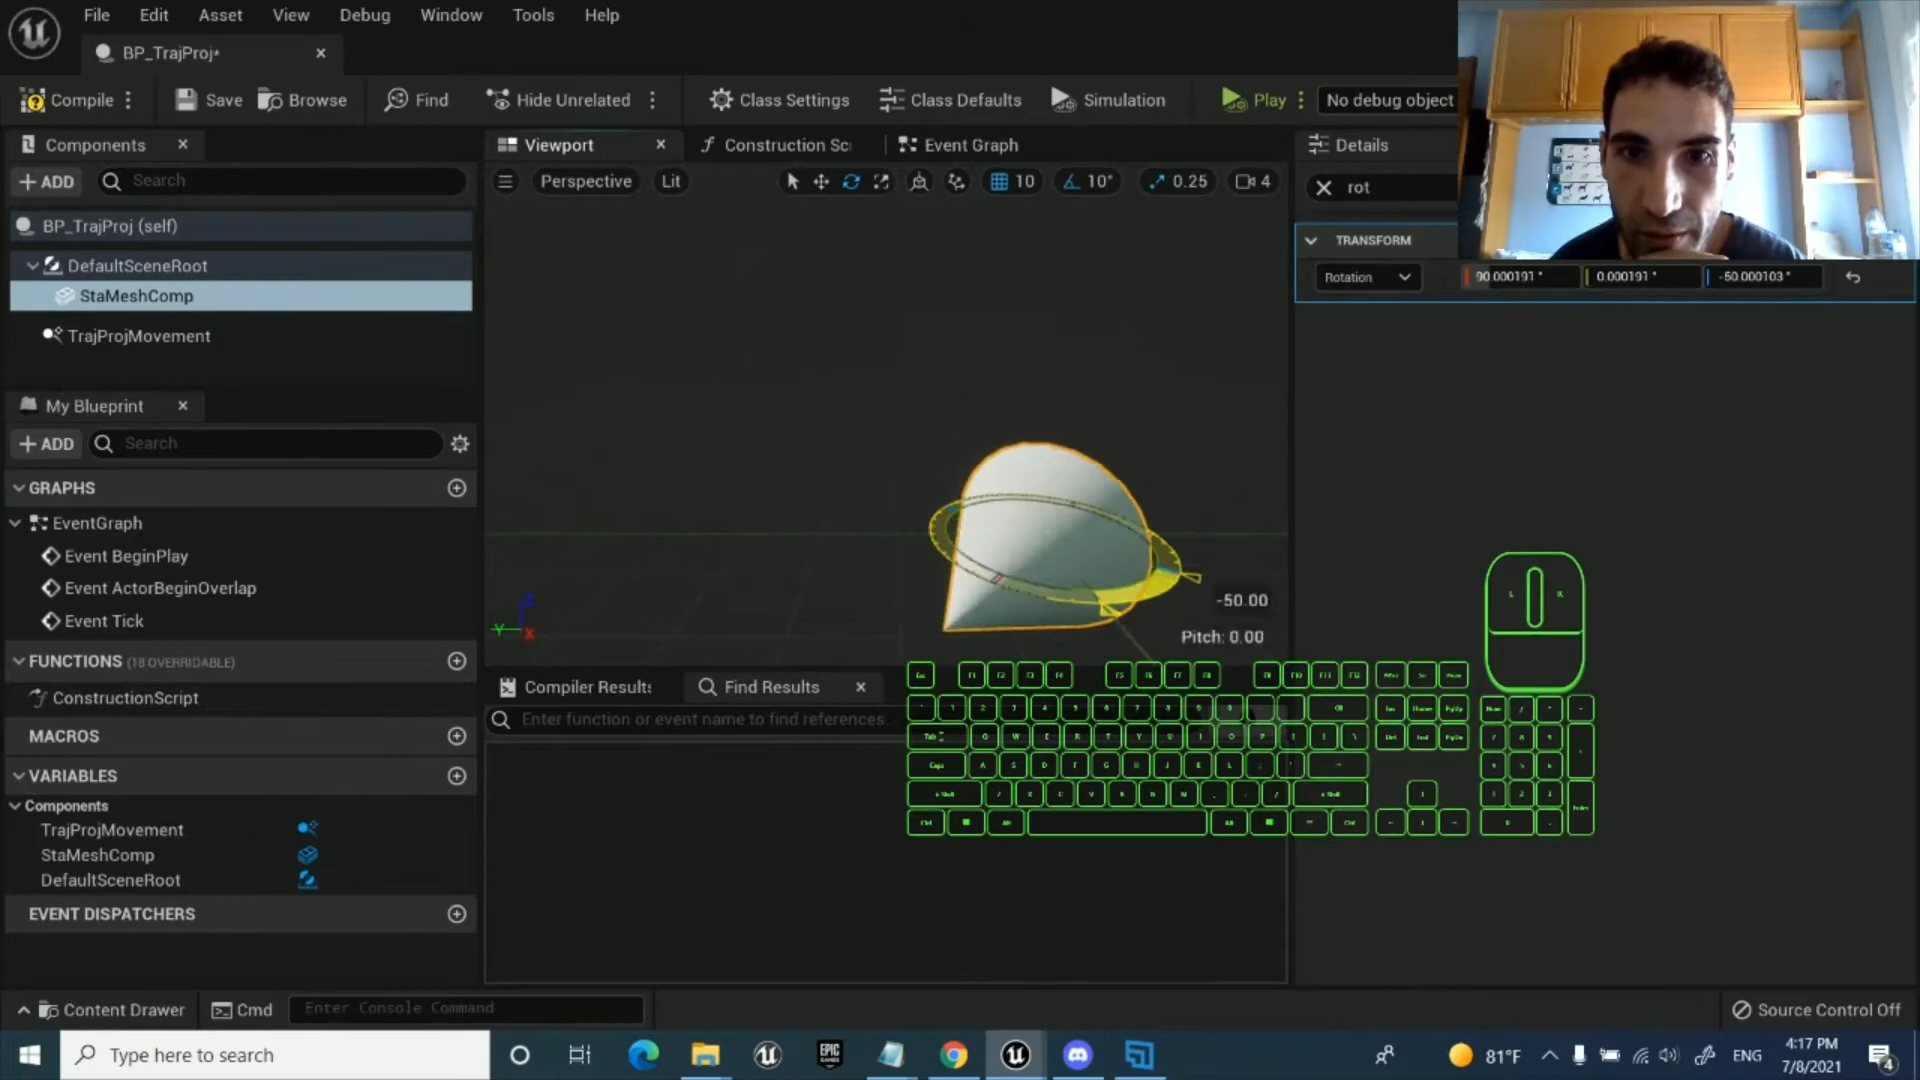 File Edit Asset View Debug Window Tools Help
BP_TrajProj*
Compile Save Browse Find Hide Unrelated Class Settings Class Defaults Simulation Play No debug object
Components
Viewport
Construction Sc
Event Graph
Details
ADD Search
Perspective Lit 10 10° 0.25 4
rot
BP_TrajProj (self)
TRANSFORM
DefaultSceneRoot
Rotation 90.000191° 0.000191° -50.000103°
StaMeshComp
TrajProjMovement
My Blueprint
ADD Search
GRAPHS
EventGraph
Event BeginPlay
Event ActorBeginOverlap
Event Tick
-50.00
Pitch: 0.00
Y X
FUNCTIONS (18 OVERRIDABLE)
ConstructionScript
Compiler Results
Find Results
Enter function or event name to find references...
MACROS
VARIABLES
Components
TrajProjMovement
StaMeshComp
DefaultSceneRoot
EVENT DISPATCHERS
Content Drawer Cmd Enter Console Command
Source Control Off
Type here to search
EPIC GAMES
81°F
ENG
4:17 PM
7/8/2021
4
L R
Tab
Caps